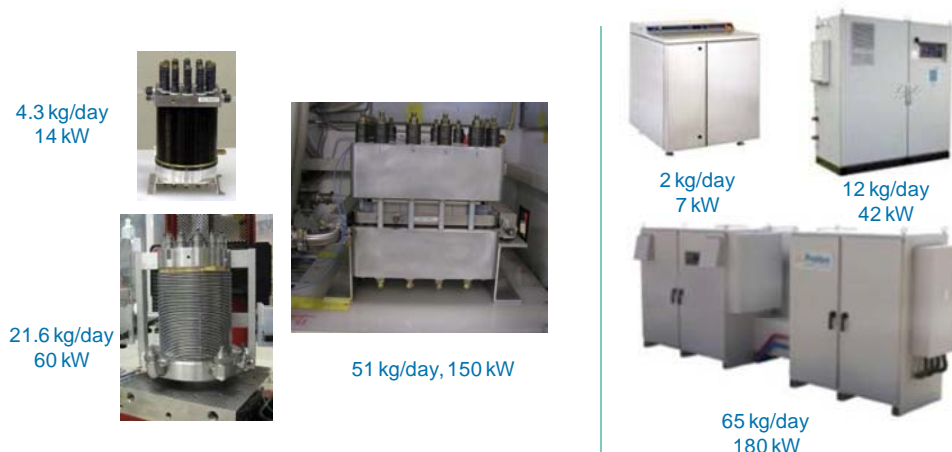 4.3 kg/day
14 kW
21.6 kg/day
60 kW
51 kg/day, 150 kW
2 kg/day
7 kW
12 kg/day
42 kW
65 kg/day
180 kW